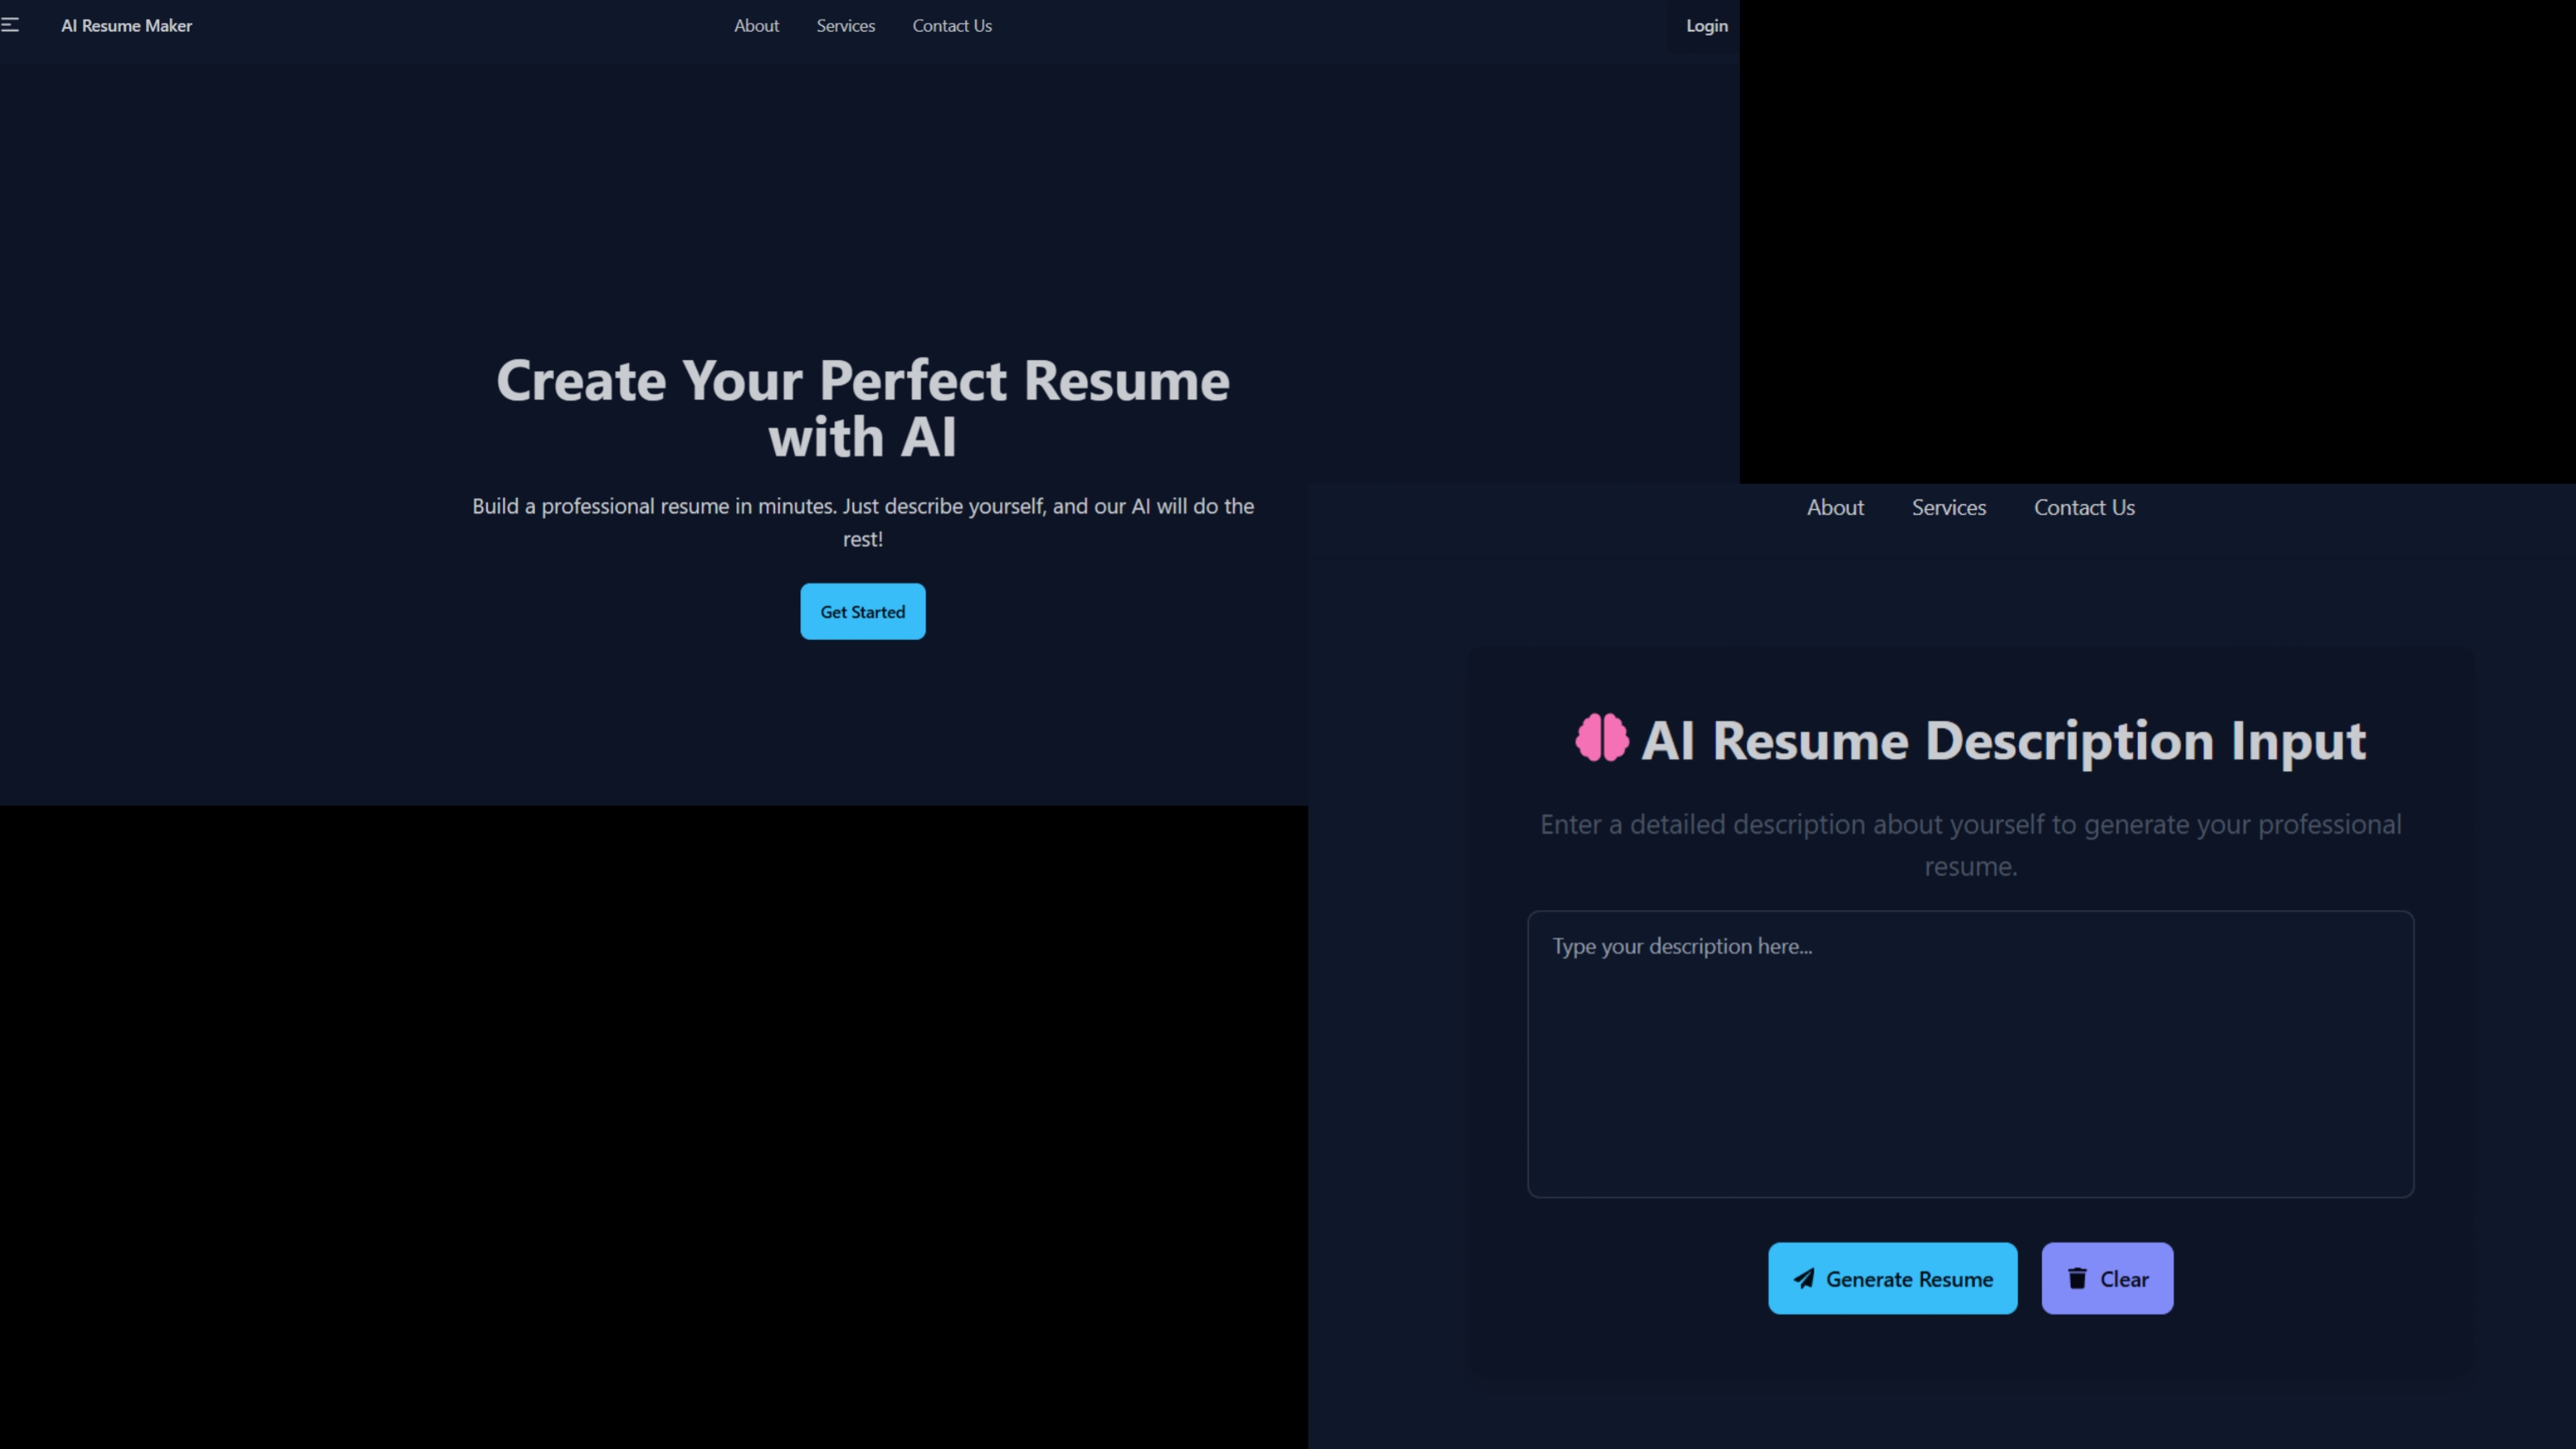 AI Resume Maker
About
Services
Contact Us
Login
Create Your Perfect Resume
with AI
Build a professional resume in minutes. Just describe yourself, and our AI will do the
rest!
Get Started
About
Services
Contact Us
AI Resume Description Input
Enter a detailed description about yourself to generate your professional
resume.
Type your description here...
Generate Resume
Clear